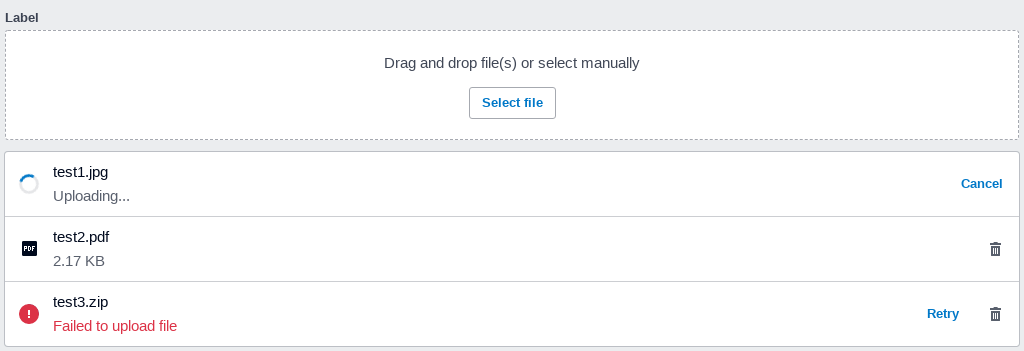 Label
Drag and drop file(s) or select manually
Select file
test1.jpg
Uploading...
Cancel
PDF
test2.pdf
2.17 KB
test3.zip
Failed to upload file
Retry